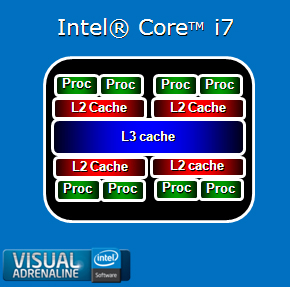 Intel® Core™ i7
Proc Proc Proc Proc
L2 Cache L2 Cache
L3 cache
L2 Cache L2 cache
Proc Proc Proc Proc
VISUAL
ADRENALINE
intel
Software